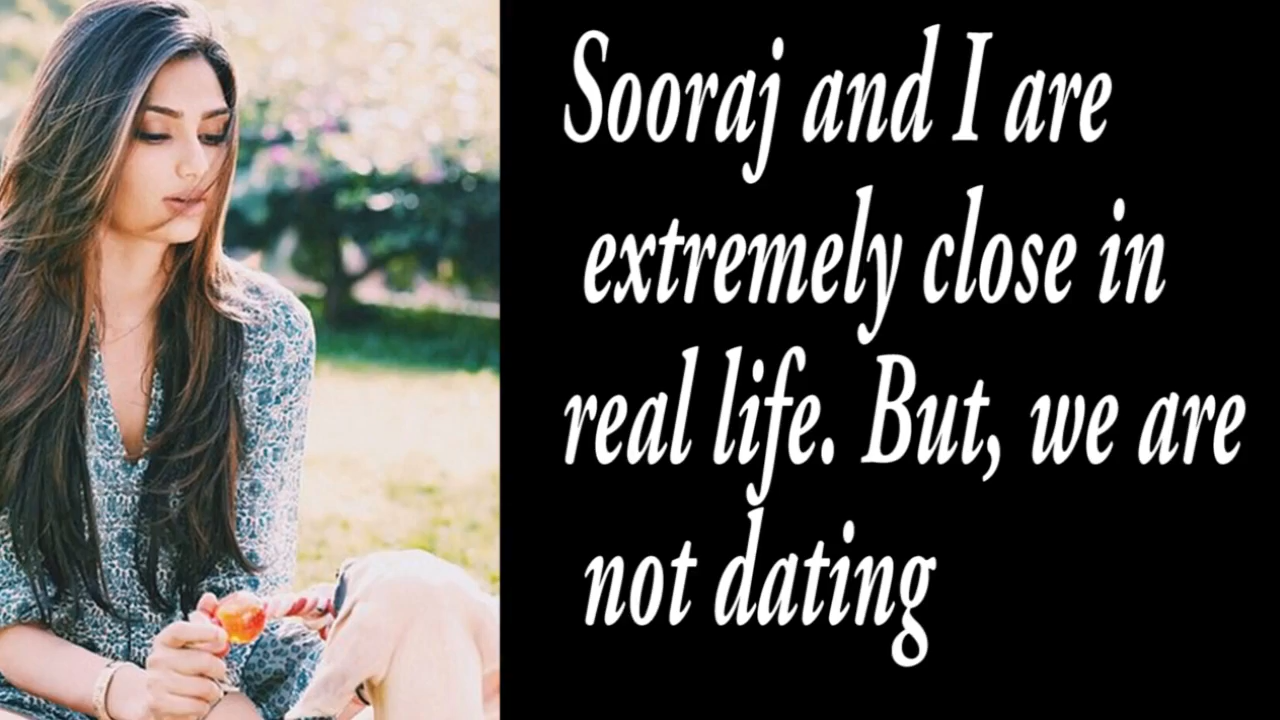 Sooraj and I are
extremely close in
real life. But, we are
not dating